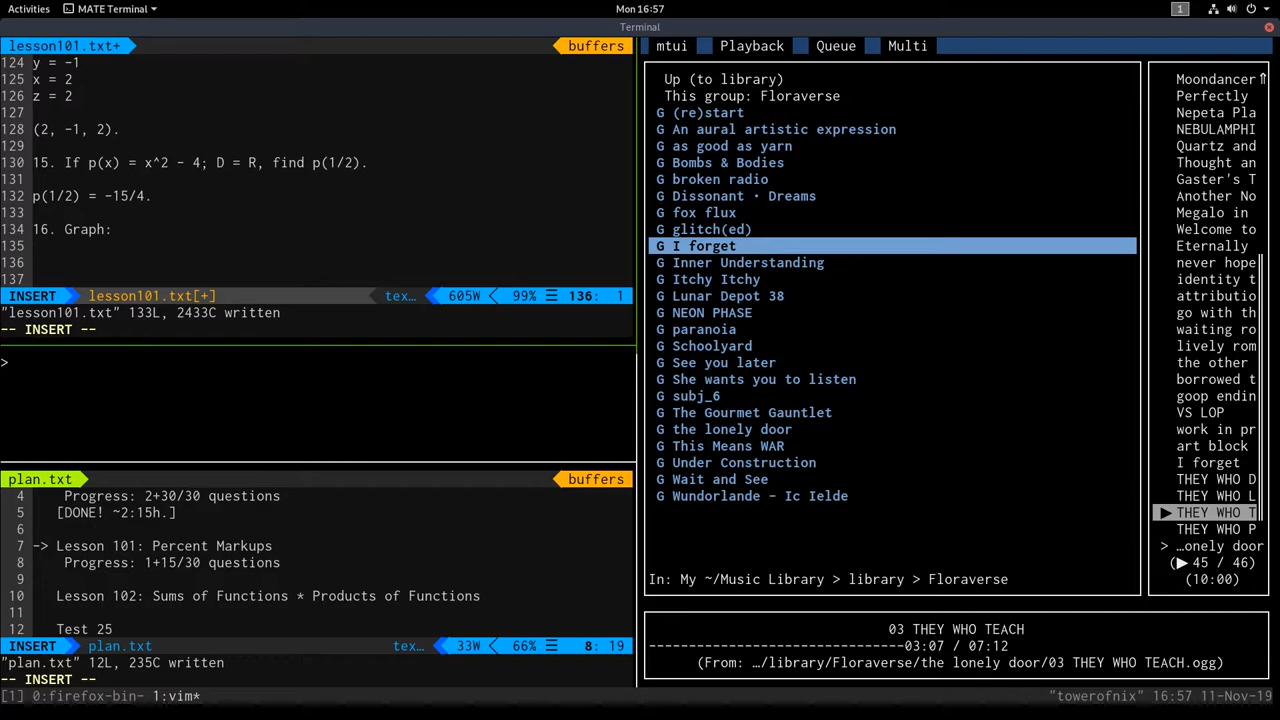 Activities MATE Terminal Mon 16:57 1
Terminal
lesson101.txt+ buffers
124 y = -1
125 x = 2
126 z = 2
127
128 (2, -1, 2).
129
130 15. If p(x) = x^2 - 4; D = R, find p(1/2).
131
132 p(1/2) = -15/4.
133
134 16. Graph:
135
136
137
INSERT lesson101.txt[+] tex… 605W 99% ☰ 136: 1
"lesson101.txt" 133L, 2433C written
-- INSERT --
>
plan.txt buffers
4 Progress: 2+30/30 questions
5 [DONE! ~2:15h.]
6
7 -> Lesson 101: Percent Markups
8 Progress: 1+15/30 questions
9
10 Lesson 102: Sums of Functions * Products of Functions
11
12 Test 25
INSERT plan.txt tex… 33W 66% ☰ 8: 19
"plan.txt" 12L, 235C written
-- INSERT --
mtui Playback Queue Multi
Up (to library)
This group: Floraverse
G (re)start
G An aural artistic expression
G as good as yarn
G Bombs & Bodies
G broken radio
G Dissonant · Dreams
G fox flux
G glitch(ed)
G I forget
G Inner Understanding
G Itchy Itchy
G Lunar Depot 38
G NEON PHASE
G paranoia
G Schoolyard
G See you later
G She wants you to listen
G subj_6
G The Gourmet Gauntlet
G the lonely door
G This Means WAR
G Under Construction
G Wait and See
G Wundorlande - Ic Ielde
In: My ~/Music Library > library > Floraverse
Moondancer⇑
Perfectly
Nepeta Pla
NEBULAMPHI
Quartz and
Thought an
Gaster's T
Another No
Megalo in
Welcome to
Eternally
never hope
identity t
attributio
go with th
waiting ro
lively rom
the other
borrowed t
goop endin
VS LOP
work in pr
art block
I forget
THEY WHO D
THEY WHO L
▶ THEY WHO T
THEY WHO P
> …onely door
(▶ 45 / 46)
(10:00)
03 THEY WHO TEACH
--------------------------------03:07 / 07:12
(From: …/library/Floraverse/the lonely door/03 THEY WHO TEACH.ogg)
[1] 0:firefox-bin- 1:vim* "towerofnix" 16:57 11-Nov-19